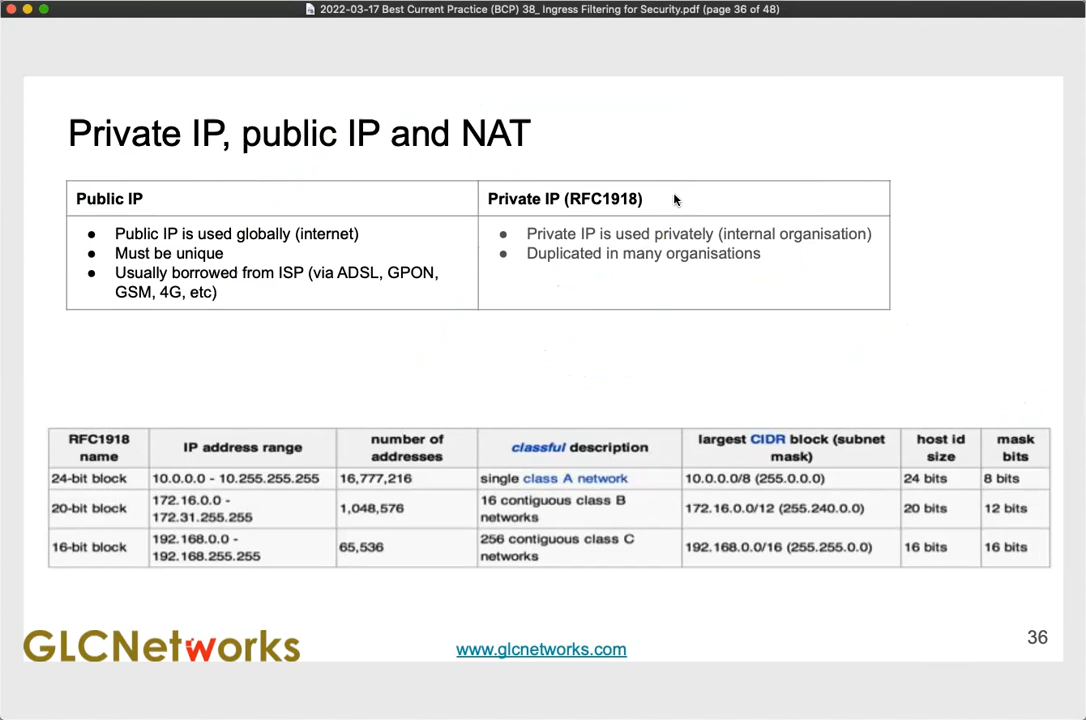 2022-03-17 Best Current Practice (BCP) 38_ Ingress Filtering for Security.pdf (page 36 of 48)
Private IP, public IP and NAT
Public IP
Private IP (RFC1918)
● Public IP is used globally (internet)
● Must be unique
● Usually borrowed from ISP (via ADSL, GPON,
GSM, 4G, etc)
● Private IP is used privately (internal organisation)
● Duplicated in many organisations
RFC1918
name
IP address range
number of
addresses
classful description
largest CIDR block (subnet
mask)
host id
size
mask
bits
24-bit block
10.0.0.0 - 10.255.255.255
16,777,216
single class A network
10.0.0.0/8 (255.0.0.0)
24 bits
8 bits
20-bit block
172.16.0.0 -
172.31.255.255
1,048,576
16 contiguous class B
networks
172.16.0.0/12 (255.240.0.0)
20 bits
12 bits
16-bit block
192.168.0.0 -
192.168.255.255
65,536
256 contiguous class C
networks
192.168.0.0/16 (255.255.0.0)
16 bits
16 bits
GLCNetworks
www.glcnetworks.com
36